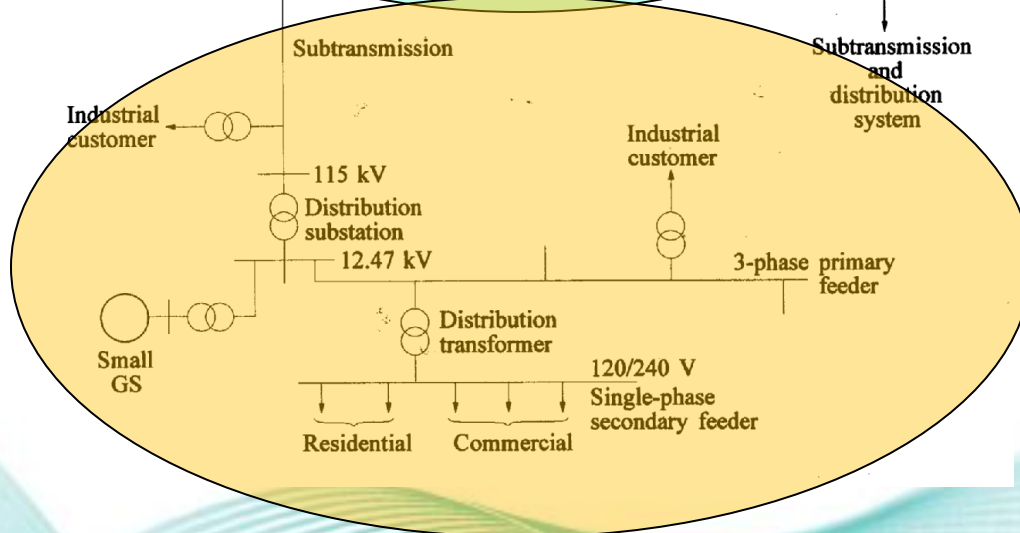 Subtransmission
Subtransmission
and
distribution
system
Industrial
customer
Industrial
customer
115 kV
Distribution
substation
12.47 kV
3-phase primary
feeder
Small
GS
Distribution
transformer
120/240 V
Single-phase
secondary feeder
Residential
Commercial